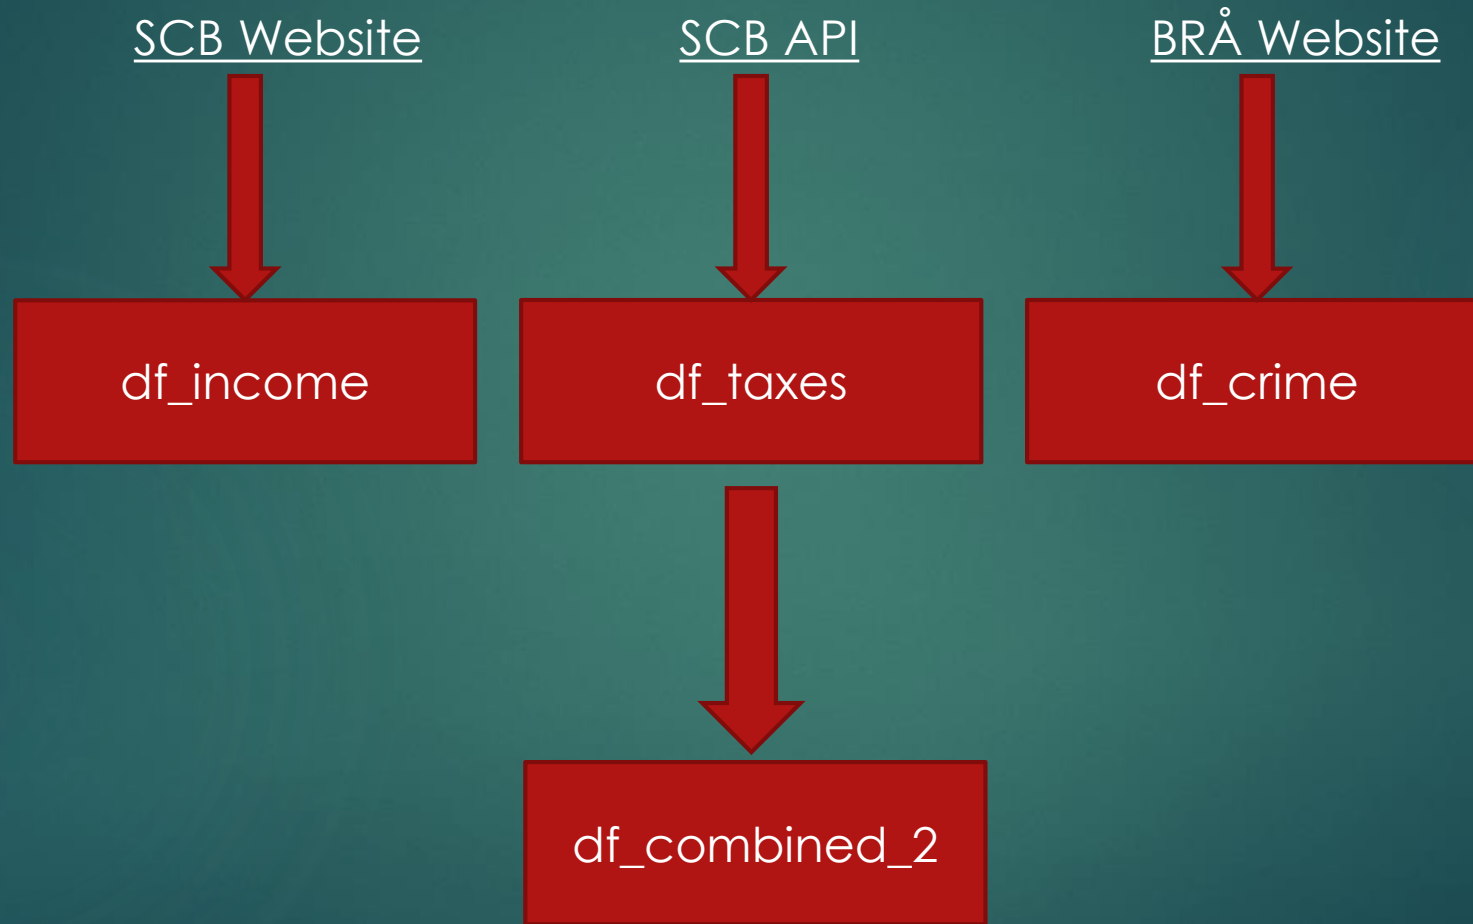 SCB Website
SCB API
BRÅ Website
df_income
df_taxes
df_crime
df_combined_2